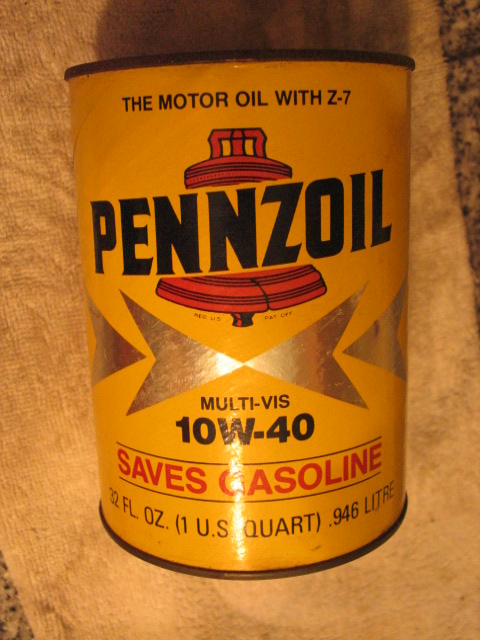 THE MOTOR OIL WITH Z-7
PENNZOIL
REG U.S. PAT. OFF.
MULTI-VIS
10W-40
SAVES GASOLINE
32 FL. OZ. (1 U.S. QUART) .946 LITRE